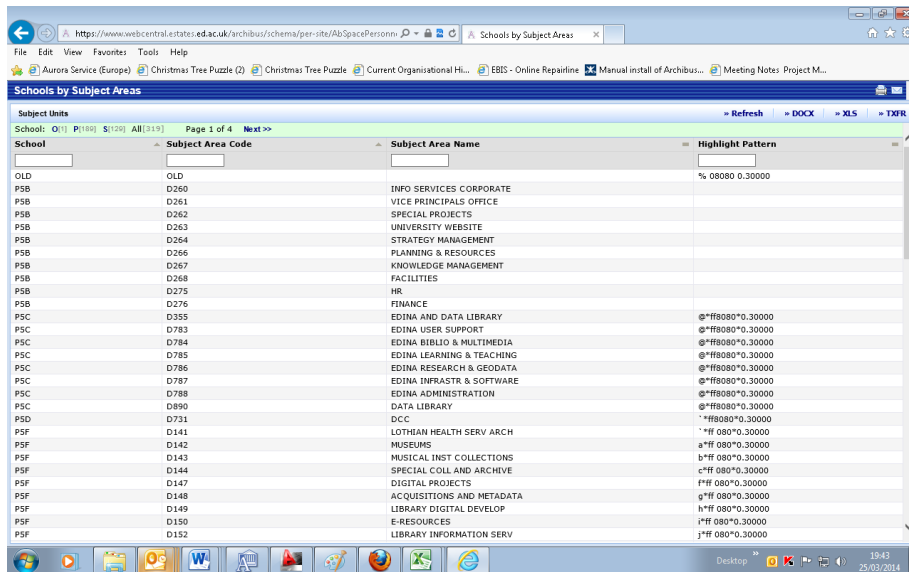 https://www.webcentral.estates.ed.ac.uk/archibus/schema/per-site/AbSpacePersonn Schools by Subject Areas
File Edit View Favorites Tools Help
Aurora Service (Europe) Christmas Tree Puzzle (2) Christmas Tree Puzzle Current Organisational Hi... EBIS - Online Repairline Manual install of Archibus... Meeting Notes Project M...
Schools by Subject Areas
Subject Units » Refresh » DOCX » XLS » TXFR
School: O[1] P[189] S[129] All[319] Page 1 of 4 Next >>
School Subject Area Code Subject Area Name Highlight Pattern
OLD OLD % 08080 0.30000
P5B D260 INFO SERVICES CORPORATE
P5B D261 VICE PRINCIPALS OFFICE
P5B D262 SPECIAL PROJECTS
P5B D263 UNIVERSITY WEBSITE
P5B D264 STRATEGY MANAGEMENT
P5B D266 PLANNING & RESOURCES
P5B D267 KNOWLEDGE MANAGEMENT
P5B D268 FACILITIES
P5B D275 HR
P5B D276 FINANCE
P5C D355 EDINA AND DATA LIBRARY @*ff8080*0.30000
P5C D783 EDINA USER SUPPORT @*ff8080*0.30000
P5C D784 EDINA BIBLIO & MULTIMEDIA @*ff8080*0.30000
P5C D785 EDINA LEARNING & TEACHING @*ff8080*0.30000
P5C D786 EDINA RESEARCH & GEODATA @*ff8080*0.30000
P5C D787 EDINA INFRASTR & SOFTWARE @*ff8080*0.30000
P5C D788 EDINA ADMINISTRATION @*ff8080*0.30000
P5C D890 DATA LIBRARY @*ff8080*0.30000
P5D D731 DCC `*ff8080*0.30000
P5F D141 LOTHIAN HEALTH SERV ARCH `*ff 080*0.30000
P5F D142 MUSEUMS a*ff 080*0.30000
P5F D143 MUSICAL INST COLLECTIONS b*ff 080*0.30000
P5F D144 SPECIAL COLL AND ARCHIVE c*ff 080*0.30000
P5F D147 DIGITAL PROJECTS f*ff 080*0.30000
P5F D148 ACQUISITIONS AND METADATA g*ff 080*0.30000
P5F D149 LIBRARY DIGITAL DEVELOP h*ff 080*0.30000
P5F D150 E-RESOURCES i*ff 080*0.30000
P5F D152 LIBRARY INFORMATION SERV j*ff 080*0.30000
Desktop 19:43
25/03/2014